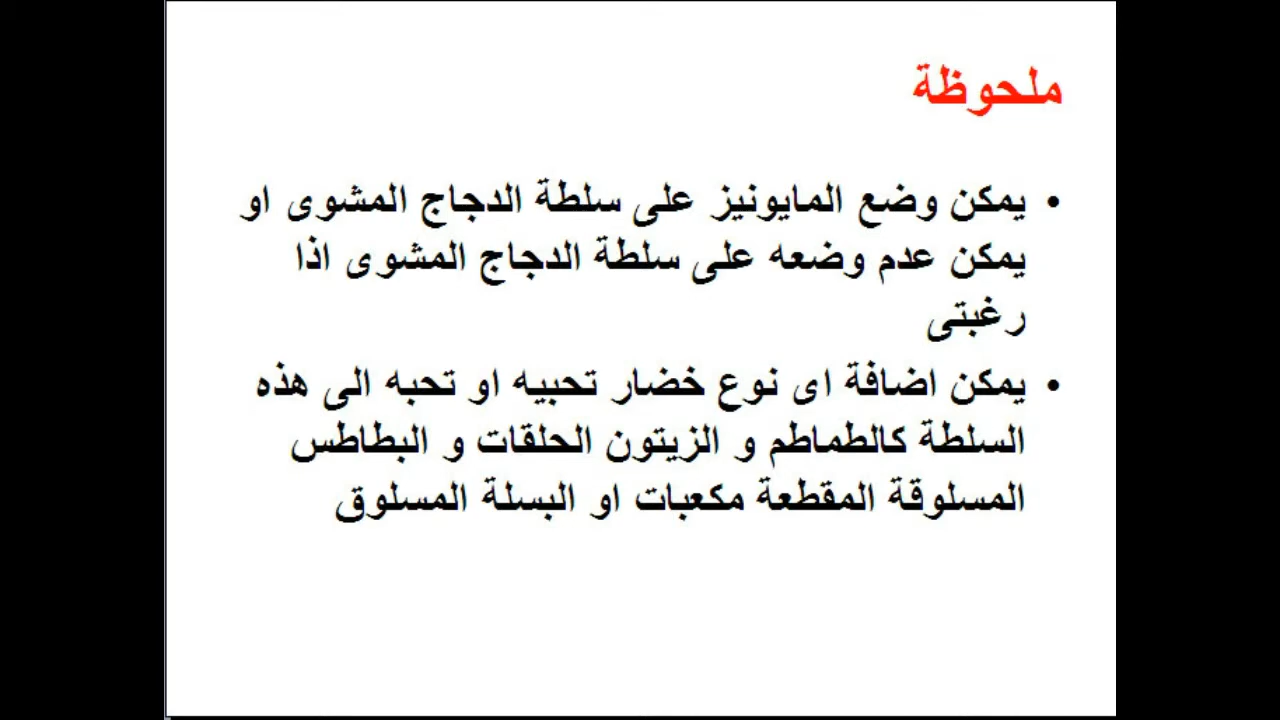 ملحوظة
• يمكن وضع المايونيز على سلطة الدجاج المشوى او
يمكن عدم وضعه على سلطة الدجاج المشوى اذا
رغبتى
• يمكن اضافة اى نوع خضار تحبيه او تحبه الى هذه
السلطة كالطماطم و الزيتون الحلقات و البطاطس
المسلوقة المقطعة مكعبات او البسلة المسلوق